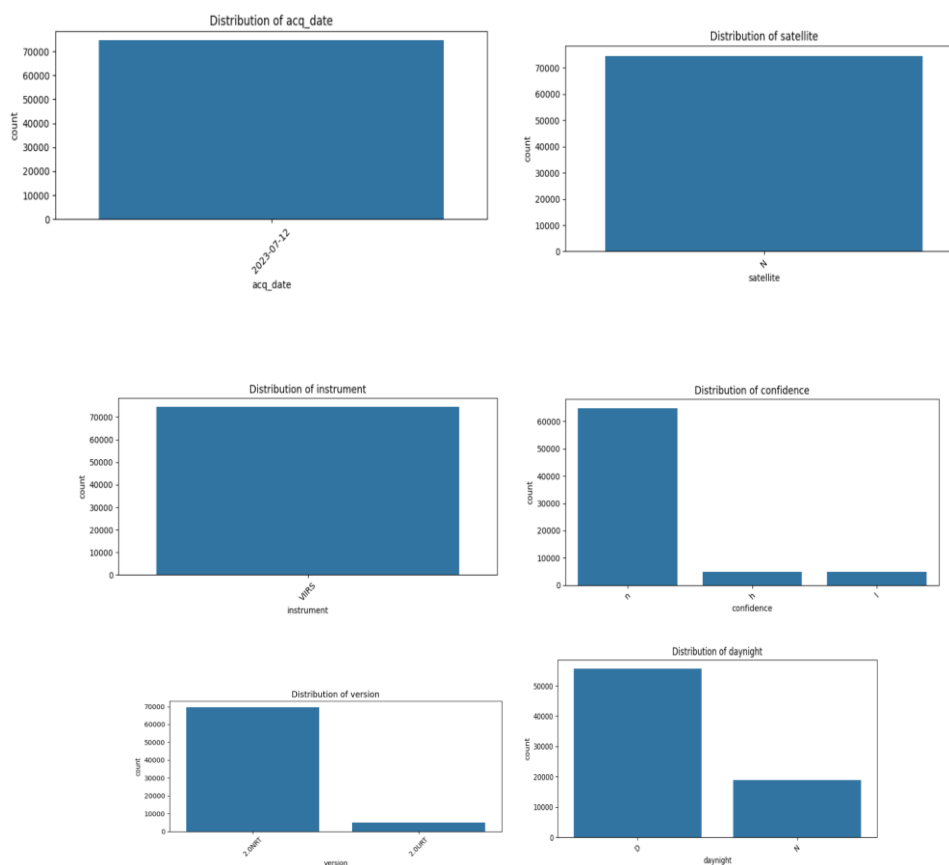 Distribution of acq_date
70000
60000
50000
40000
30000
20000
10000
0
count
2023-07-12
acq_date
Distribution of satellite
70000
60000
50000
40000
30000
20000
10000
0
count
N
satellite
Distribution of instrument
70000
60000
50000
40000
30000
20000
10000
0
count
VIIRS
instrument
Distribution of confidence
60000
50000
40000
30000
20000
10000
0
count
n
h
l
confidence
Distribution of version
70000
60000
50000
40000
30000
20000
10000
0
count
2.0NRT
2.0URT
version
Distribution of daynight
50000
40000
30000
20000
10000
0
count
D
N
daynight